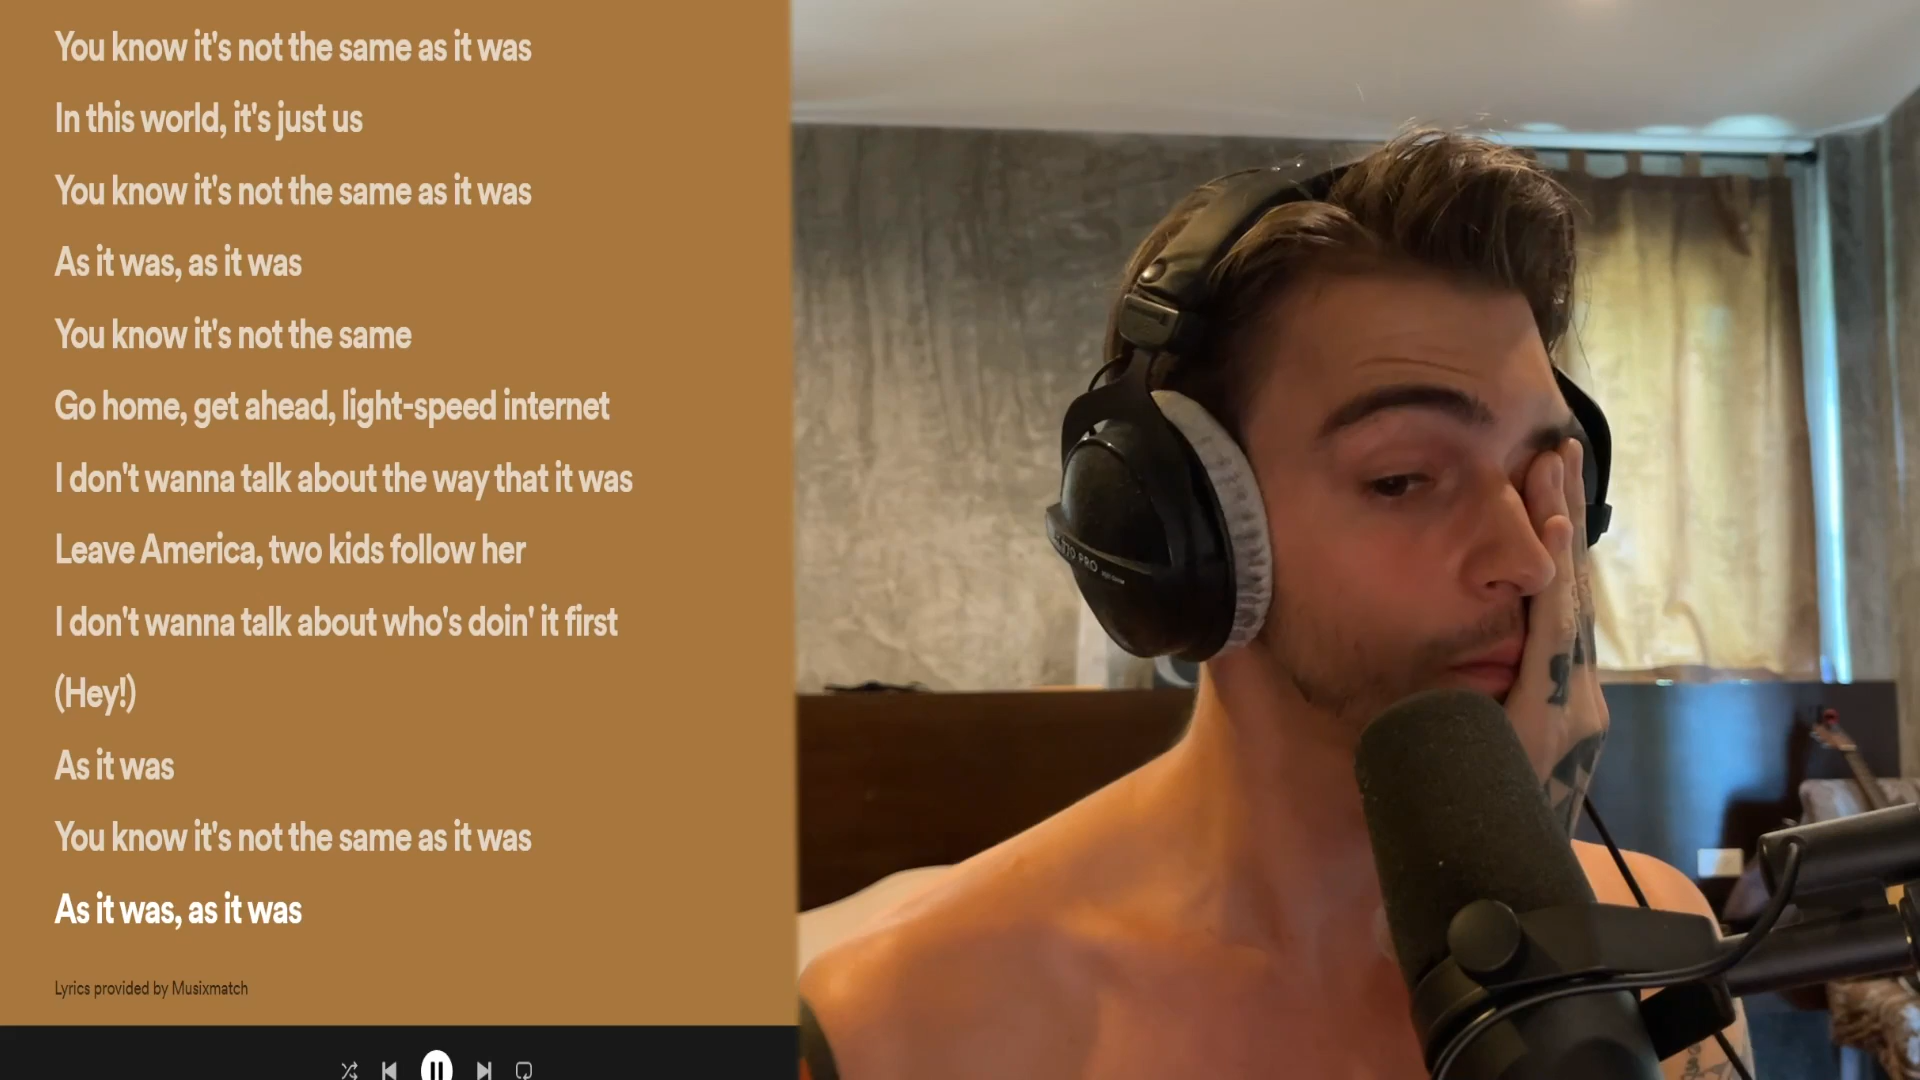 You know it's not the same as it was
In this world, it's just us
You know it's not the same as it was
As it was, as it was
You know it's not the same
Go home, get ahead, light-speed internet
I don't wanna talk about the way that it was
Leave America, two kids follow her
I don't wanna talk about who's doin' it first
(Hey!)
As it was
You know it's not the same as it was
As it was, as it was
Lyrics provided by Musixmatch
PRO